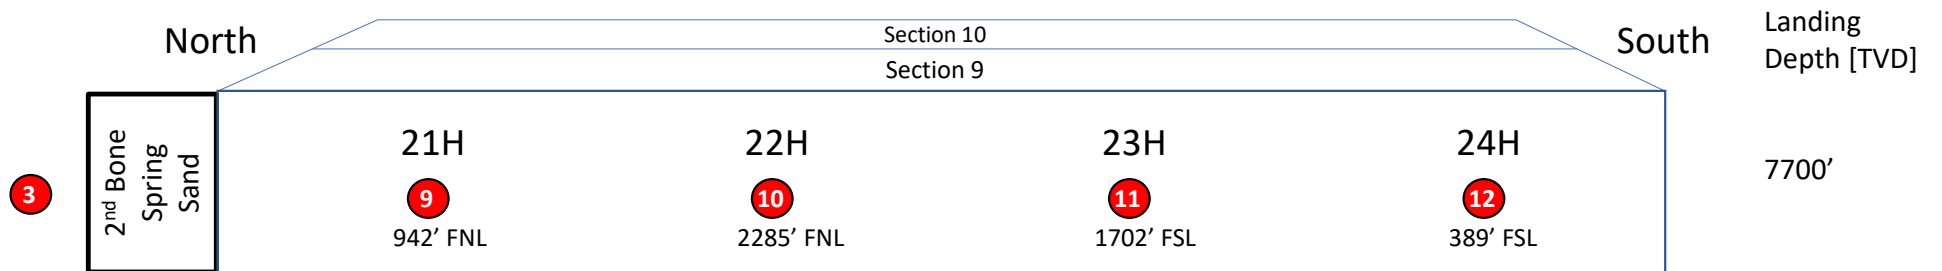 North
Section 10
Section 9
South
Landing
Depth [TVD]
3
2nd Bone
Spring
Sand
21H
22H
23H
24H
7700’
9
10
11
12
942’ FNL
2285’ FNL
1702’ FSL
389’ FSL